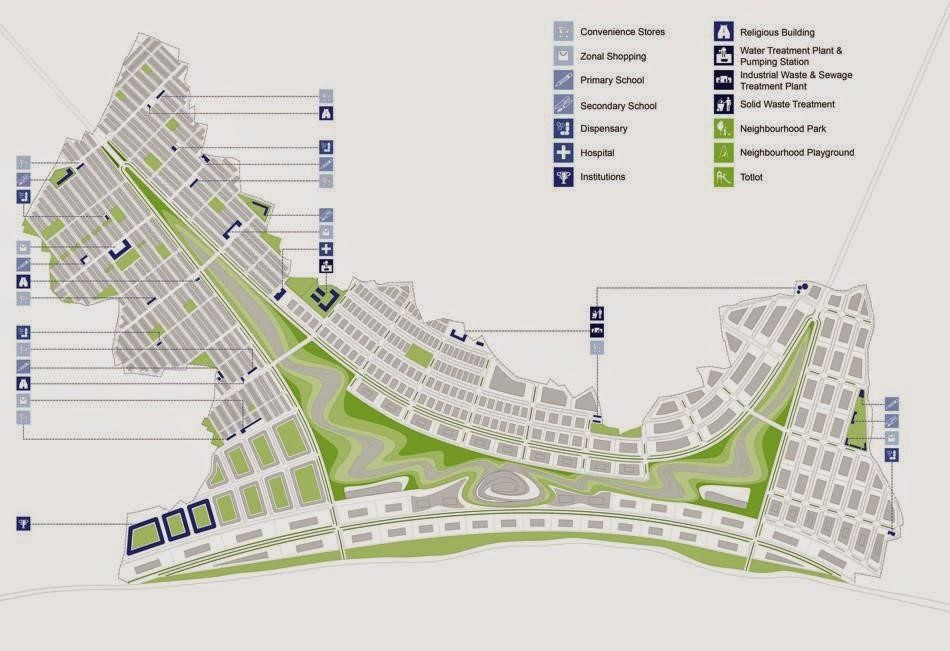 Convenience Stores
Zonal Shopping
Primary School
Secondary School
Dispensary
Hospital
Institutions
Religious Building
Water Treatment Plant &
Pumping Station
Industrial Waste & Sewage
Treatment Plant
Solid Waste Treatment
Neighbourhood Park
Neighbourhood Playground
Totlot